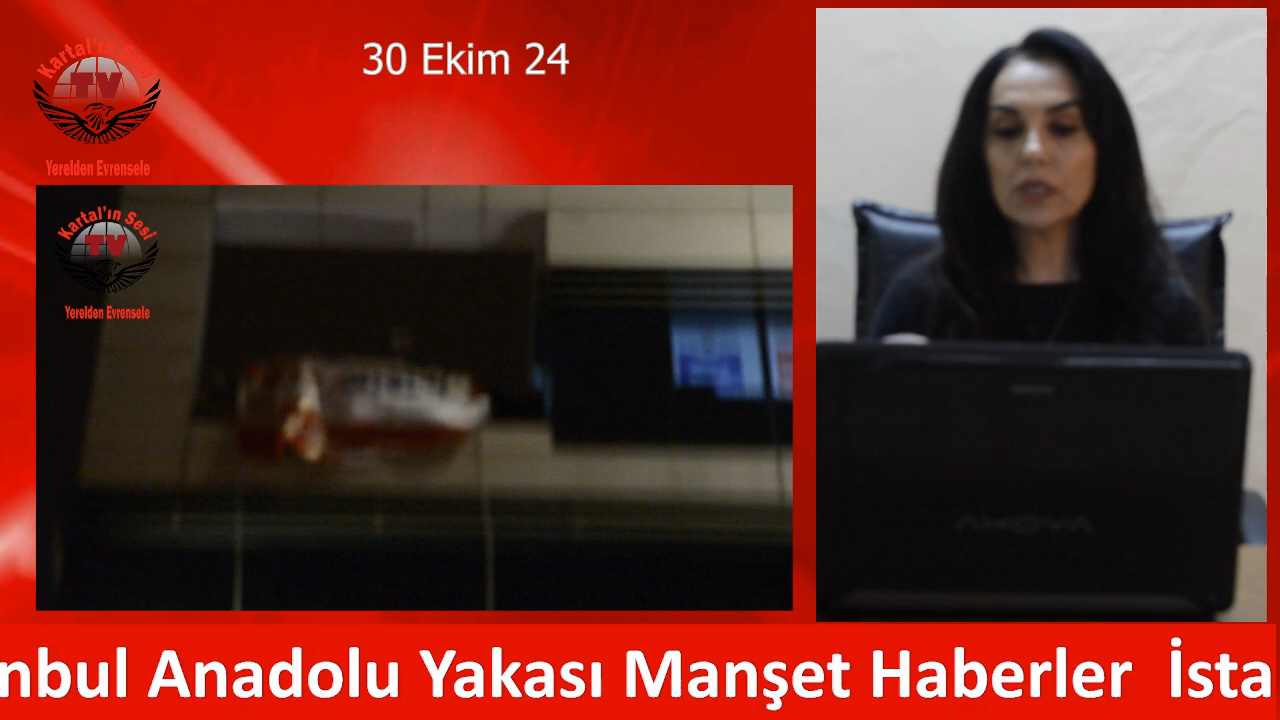 30 Ekim 24
Kartal'ın Sesi
TV
Yerelden Evrensele
Kartal'ın Sesi
TV
Yerelden Evrensele
nbul Anadolu Yakası Manşet Haberler İsta